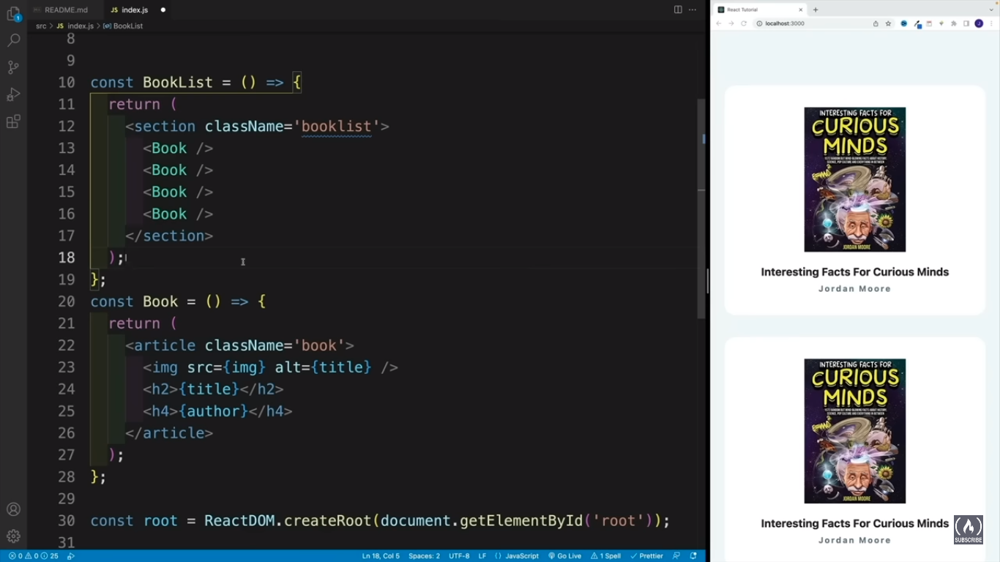 README.md
JS index.js
src > JS index.js > BookList
8
9
10 const BookList = () => {
11 return (
12 <section className='booklist'>
13 <Book />
14 <Book />
15 <Book />
16 <Book />
17 </section>
18 );
19 };
20 const Book = () => {
21 return (
22 <article className='book'>
23 <img src={img} alt={title} />
24 <h2>{title}</h2>
25 <h4>{author}</h4>
26 </article>
27 );
28 };
29
30 const root = ReactDOM.createRoot(document.getElementById('root'));
31
1
0 0 25
Ln 18, Col 5 Spaces: 2 UTF-8 LF {} JavaScript Go Live 1 Spell Prettier
React Tutorial
localhost:3000
J
INTERESTING FACTS FOR
CURIOUS
MINDS
JORDAN MOORE
Interesting Facts For Curious Minds
Jordan Moore
INTERESTING FACTS FOR
CURIOUS
MINDS
JORDAN MOORE
Interesting Facts For Curious Minds
Jordan Moore
SUBSCRIBE